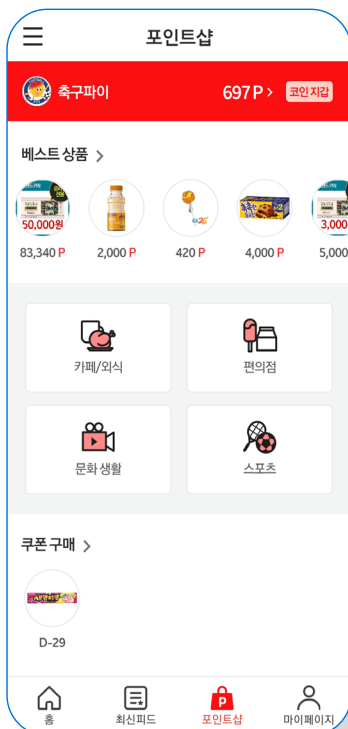 포인트샵
축구파이
697 P >
코인 지갑
베스트 상품 >
50,000원
3,000
83,340 P
2,000 P
420 P
4,000 P
5,000
카페/외식
편의점
문화 생활
스포츠
쿠폰 구매 >
D-29
홈
최신피드
P
포인트샵
마이페이지